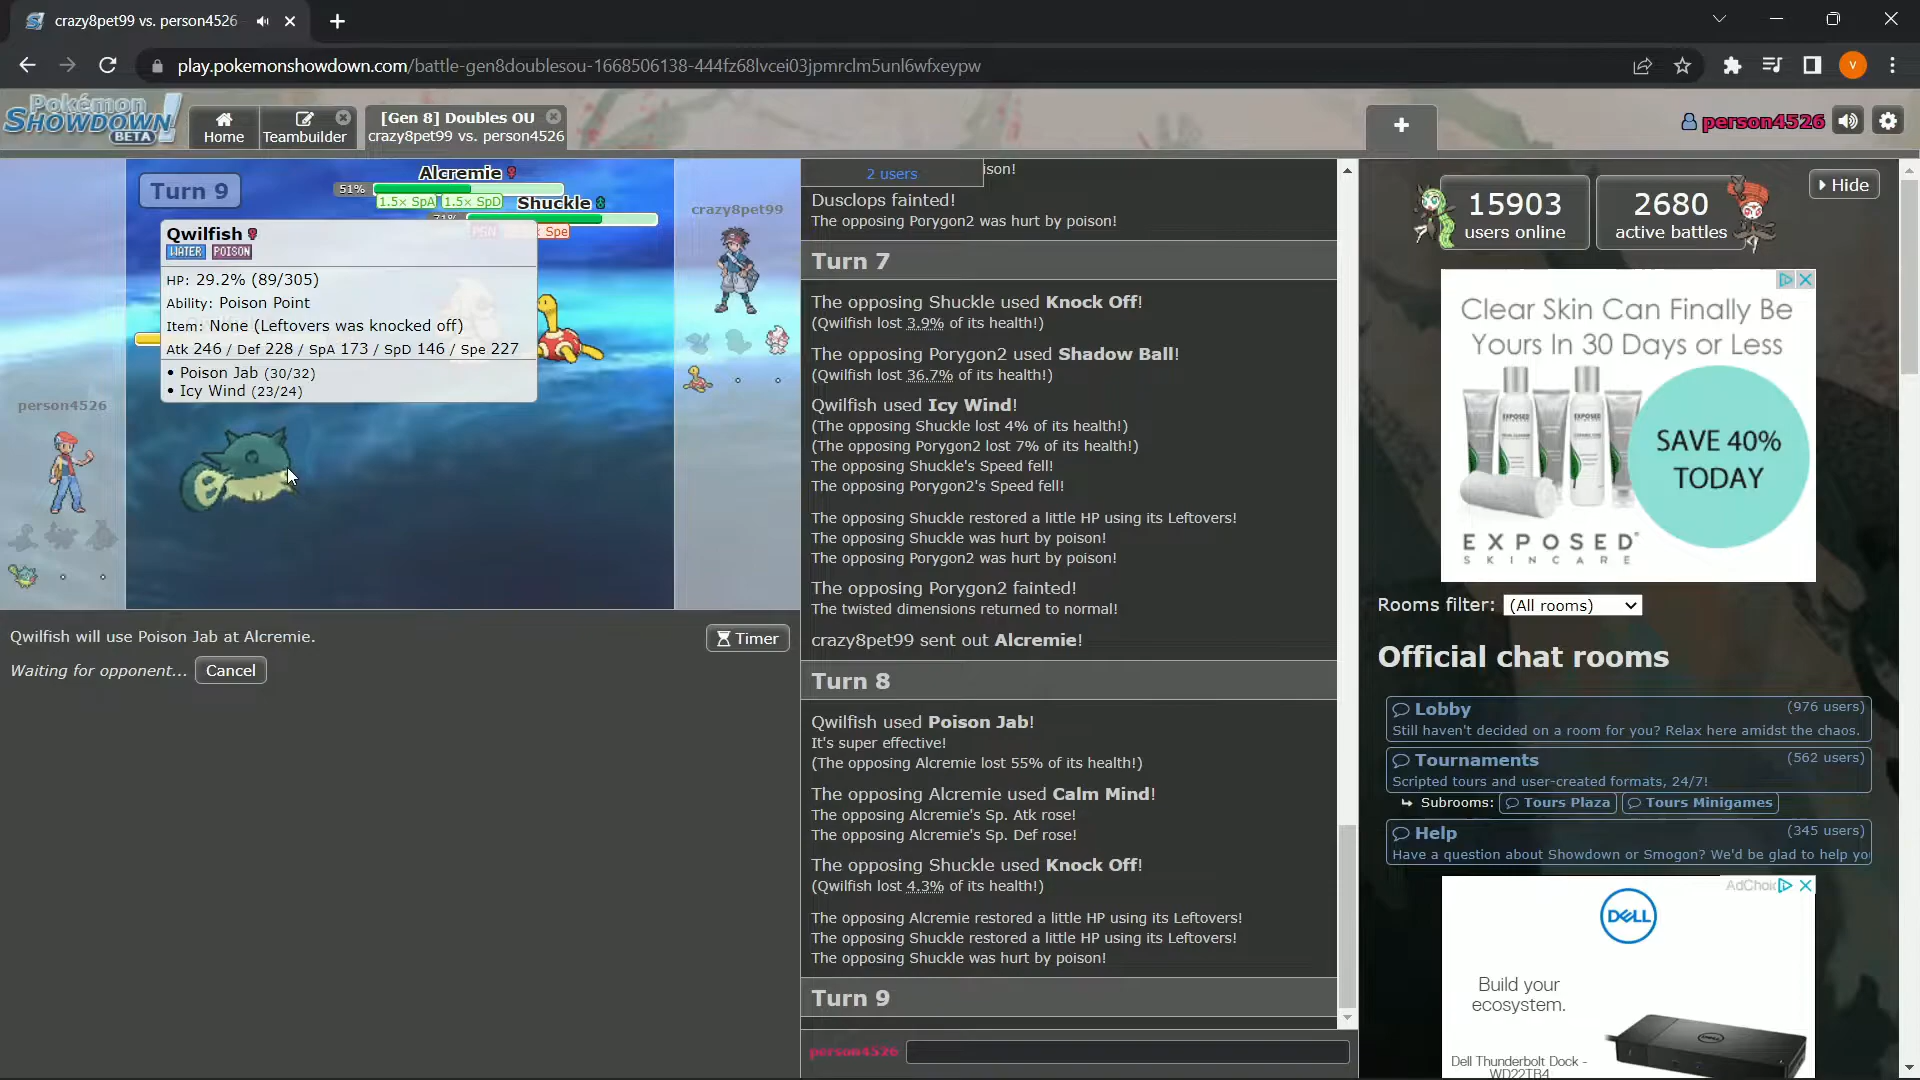 crazy8pet99 vs. person4526
play.pokemonshowdown.com/battle-gen8doublesou-1668506138-444fz68lvcei03jpmrclm5unl6wfxeypw
V
Pokémon
SHOWDOWN!
BETA
Home
Teambuilder
[Gen 8] Doubles OU
crazy8pet99 vs. person4526
+
person4526
Turn 9
Alcremie
51%
1.5× SpA
1.5× SpD
Shuckle
71%
PSN
Spe
Qwilfish
WATER POISON
HP: 29.2% (89/305)
Ability: Poison Point
Item: None (Leftovers was knocked off)
Atk 246 / Def 228 / SpA 173 / SpD 146 / Spe 227
• Poison Jab (30/32)
• Icy Wind (23/24)
person4526
crazy8pet99
Qwilfish will use Poison Jab at Alcremie.
Waiting for opponent...
Cancel
Timer
2 users
ison!
Dusclops fainted!
The opposing Porygon2 was hurt by poison!
Turn 7
The opposing Shuckle used Knock Off!
(Qwilfish lost 3.9% of its health!)
The opposing Porygon2 used Shadow Ball!
(Qwilfish lost 36.7% of its health!)
Qwilfish used Icy Wind!
(The opposing Shuckle lost 4% of its health!)
(The opposing Porygon2 lost 7% of its health!)
The opposing Shuckle's Speed fell!
The opposing Porygon2's Speed fell!
The opposing Shuckle restored a little HP using its Leftovers!
The opposing Shuckle was hurt by poison!
The opposing Porygon2 was hurt by poison!
The opposing Porygon2 fainted!
The twisted dimensions returned to normal!
crazy8pet99 sent out Alcremie!
Turn 8
Qwilfish used Poison Jab!
It's super effective!
(The opposing Alcremie lost 55% of its health!)
The opposing Alcremie used Calm Mind!
The opposing Alcremie's Sp. Atk rose!
The opposing Alcremie's Sp. Def rose!
The opposing Shuckle used Knock Off!
(Qwilfish lost 4.3% of its health!)
The opposing Alcremie restored a little HP using its Leftovers!
The opposing Shuckle restored a little HP using its Leftovers!
The opposing Shuckle was hurt by poison!
Turn 9
person4526
15903
users online
2680
active battles
Hide
Clear Skin Can Finally Be
Yours In 30 Days or Less
SAVE 40%
TODAY
EXPOSED
SKINCARE
Rooms filter: (All rooms)
Official chat rooms
Lobby (976 users)
Still haven't decided on a room for you? Relax here amidst the chaos.
Tournaments (562 users)
Scripted tours and user-created formats, 24/7!
Subrooms: Tours Plaza Tours Minigames
Help (345 users)
Have a question about Showdown or Smogon? We'd be glad to help yo
AdChoic
DELL
Build your
ecosystem.
Dell Thunderbolt Dock -
WD22TB4